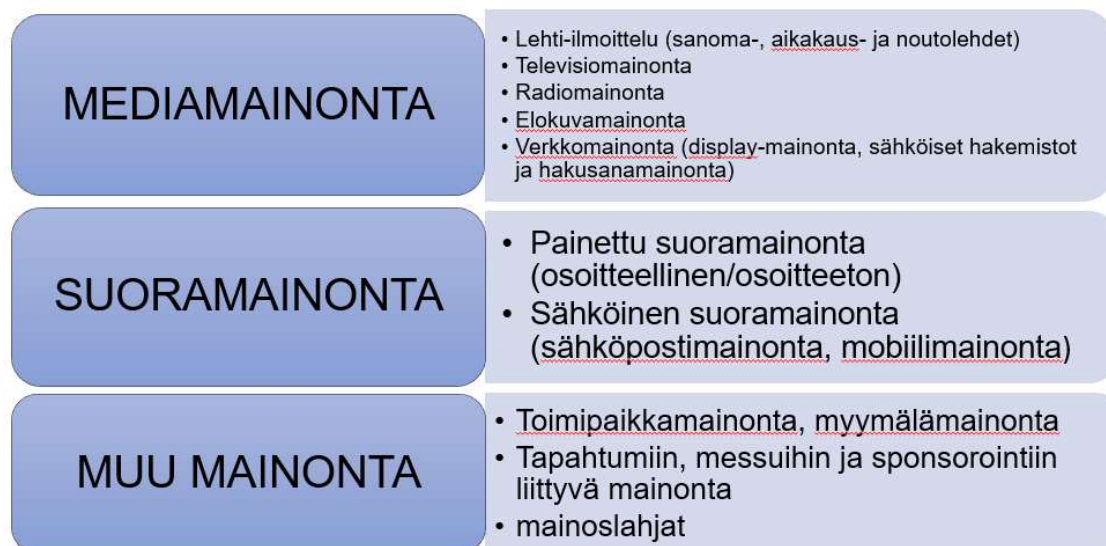 MEDIAMAINONTA
• Lehti-ilmoittelu (sanoma-, aikakaus- ja noutolehdet)
• Televisiomainonta
• Radiomainonta
• Elokuvamainonta
• Verkkomainonta (display-mainonta, sähköiset hakemistot
ja hakusanamainonta)
SUORAMAINONTA
• Painettu suoramainonta
(osoitteellinen/osoitteeton)
• Sähköinen suoramainonta
(sähköpostimainonta, mobiilimainonta)
MUU MAINONTA
• Toimipaikkamainonta, myymälämainonta
• Tapahtumiin, messuihin ja sponsorointiin
liittyvä mainonta
• mainoslahjat